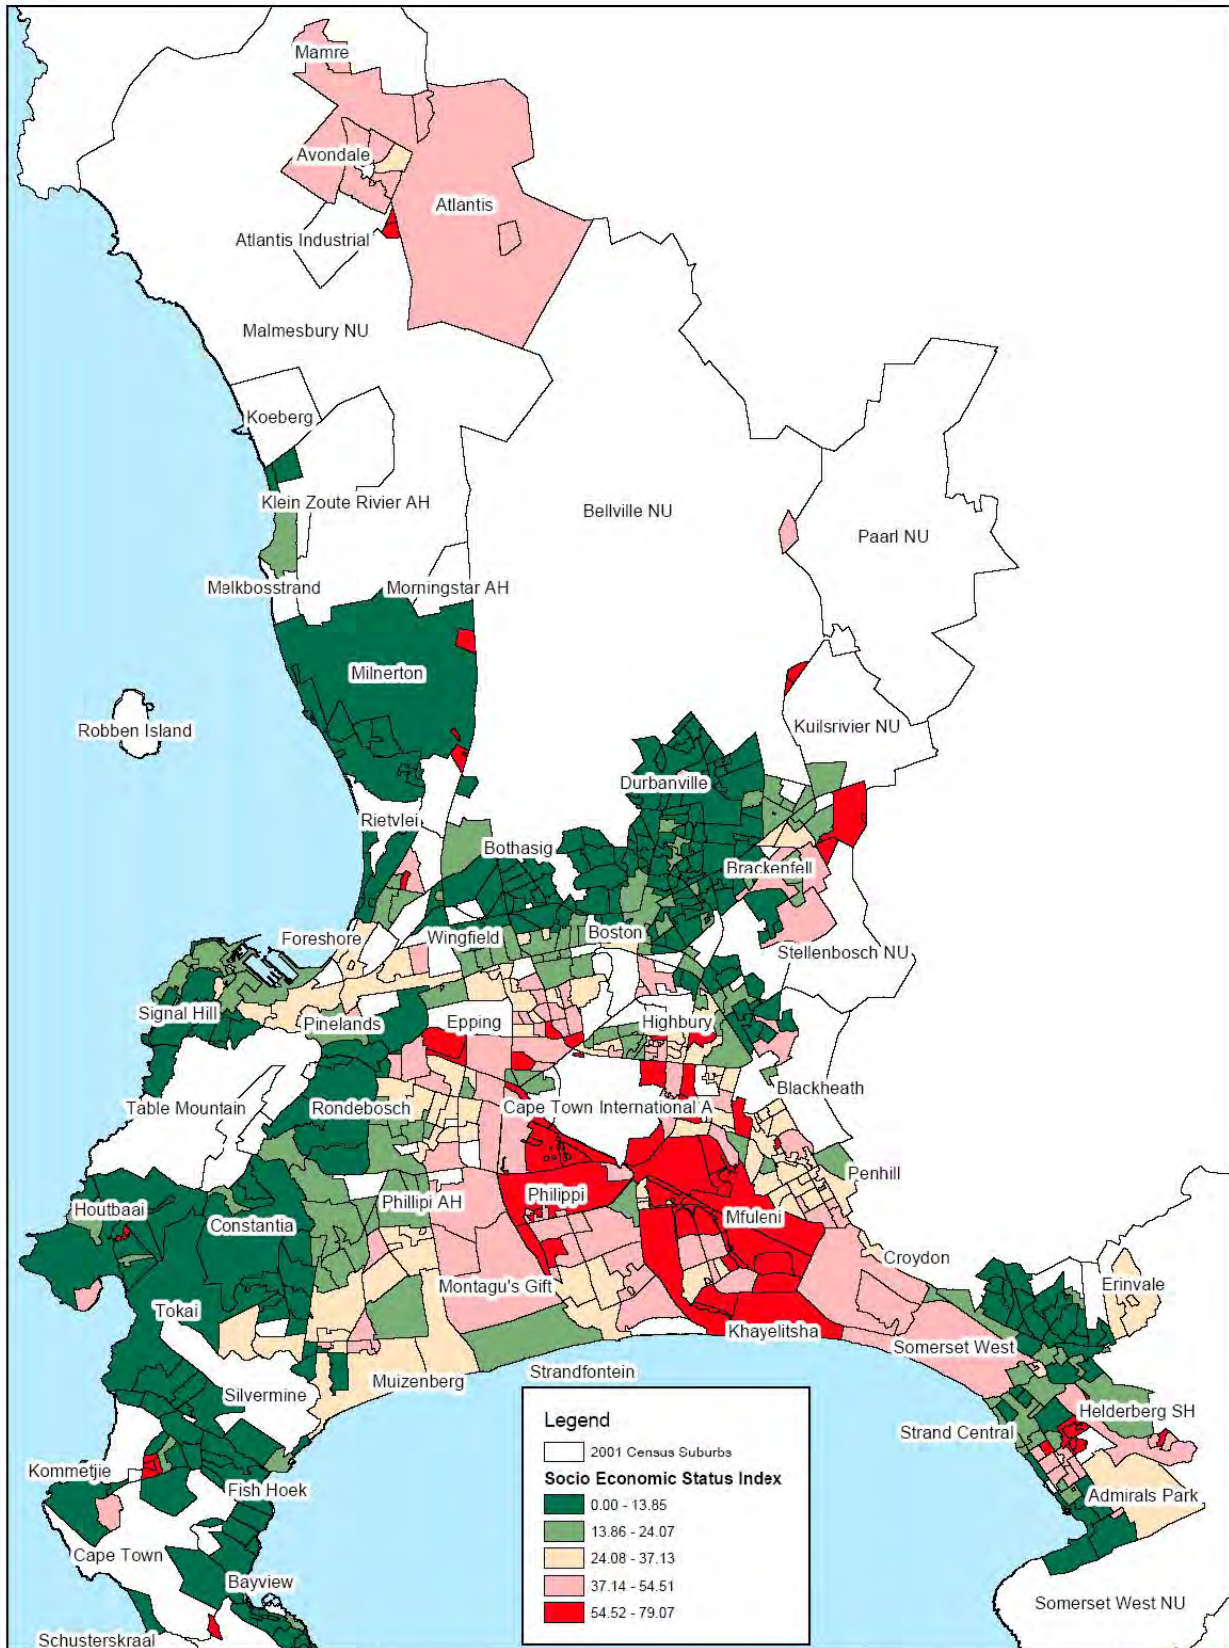 Mamre
Avondale
Atlantis
Atlantis Industrial
Malmesbury NU
Koeberg
Klein Zoute Rivier AH
Bellville NU
Paarl NU
Melkbosstrand
Morningstar AH
Milnerton
Robben Island
Kuilsrivier NU
Durbanville
Rietvlei
Bothasig
Brackenfell
Foreshore
Wingfield
Boston
Stellenbosch NU
Signal Hill
Pinelands
Epping
Highbury
Blackheath
Table Mountain
Rondebosch
Cape Town International A
Penhill
Houtbaai
Constantia
Phillipi AH
Philippi
Mfuleni
Croydon
Montagu's Gift
Erinvale
Tokai
Khayelitsha
Somerset West
Muizenberg
Strandfontein
Silvermine
Helderberg SH
Strand Central
Kommetjie
Fish Hoek
Admirals Park
Cape Town
Bayview
Somerset West NU
Schusterskraal
Legend
2001 Census Suburbs
Socio Economic Status Index
0.00 - 13.85
13.86 - 24.07
24.08 - 37.13
37.14 - 54.51
54.52 - 79.07